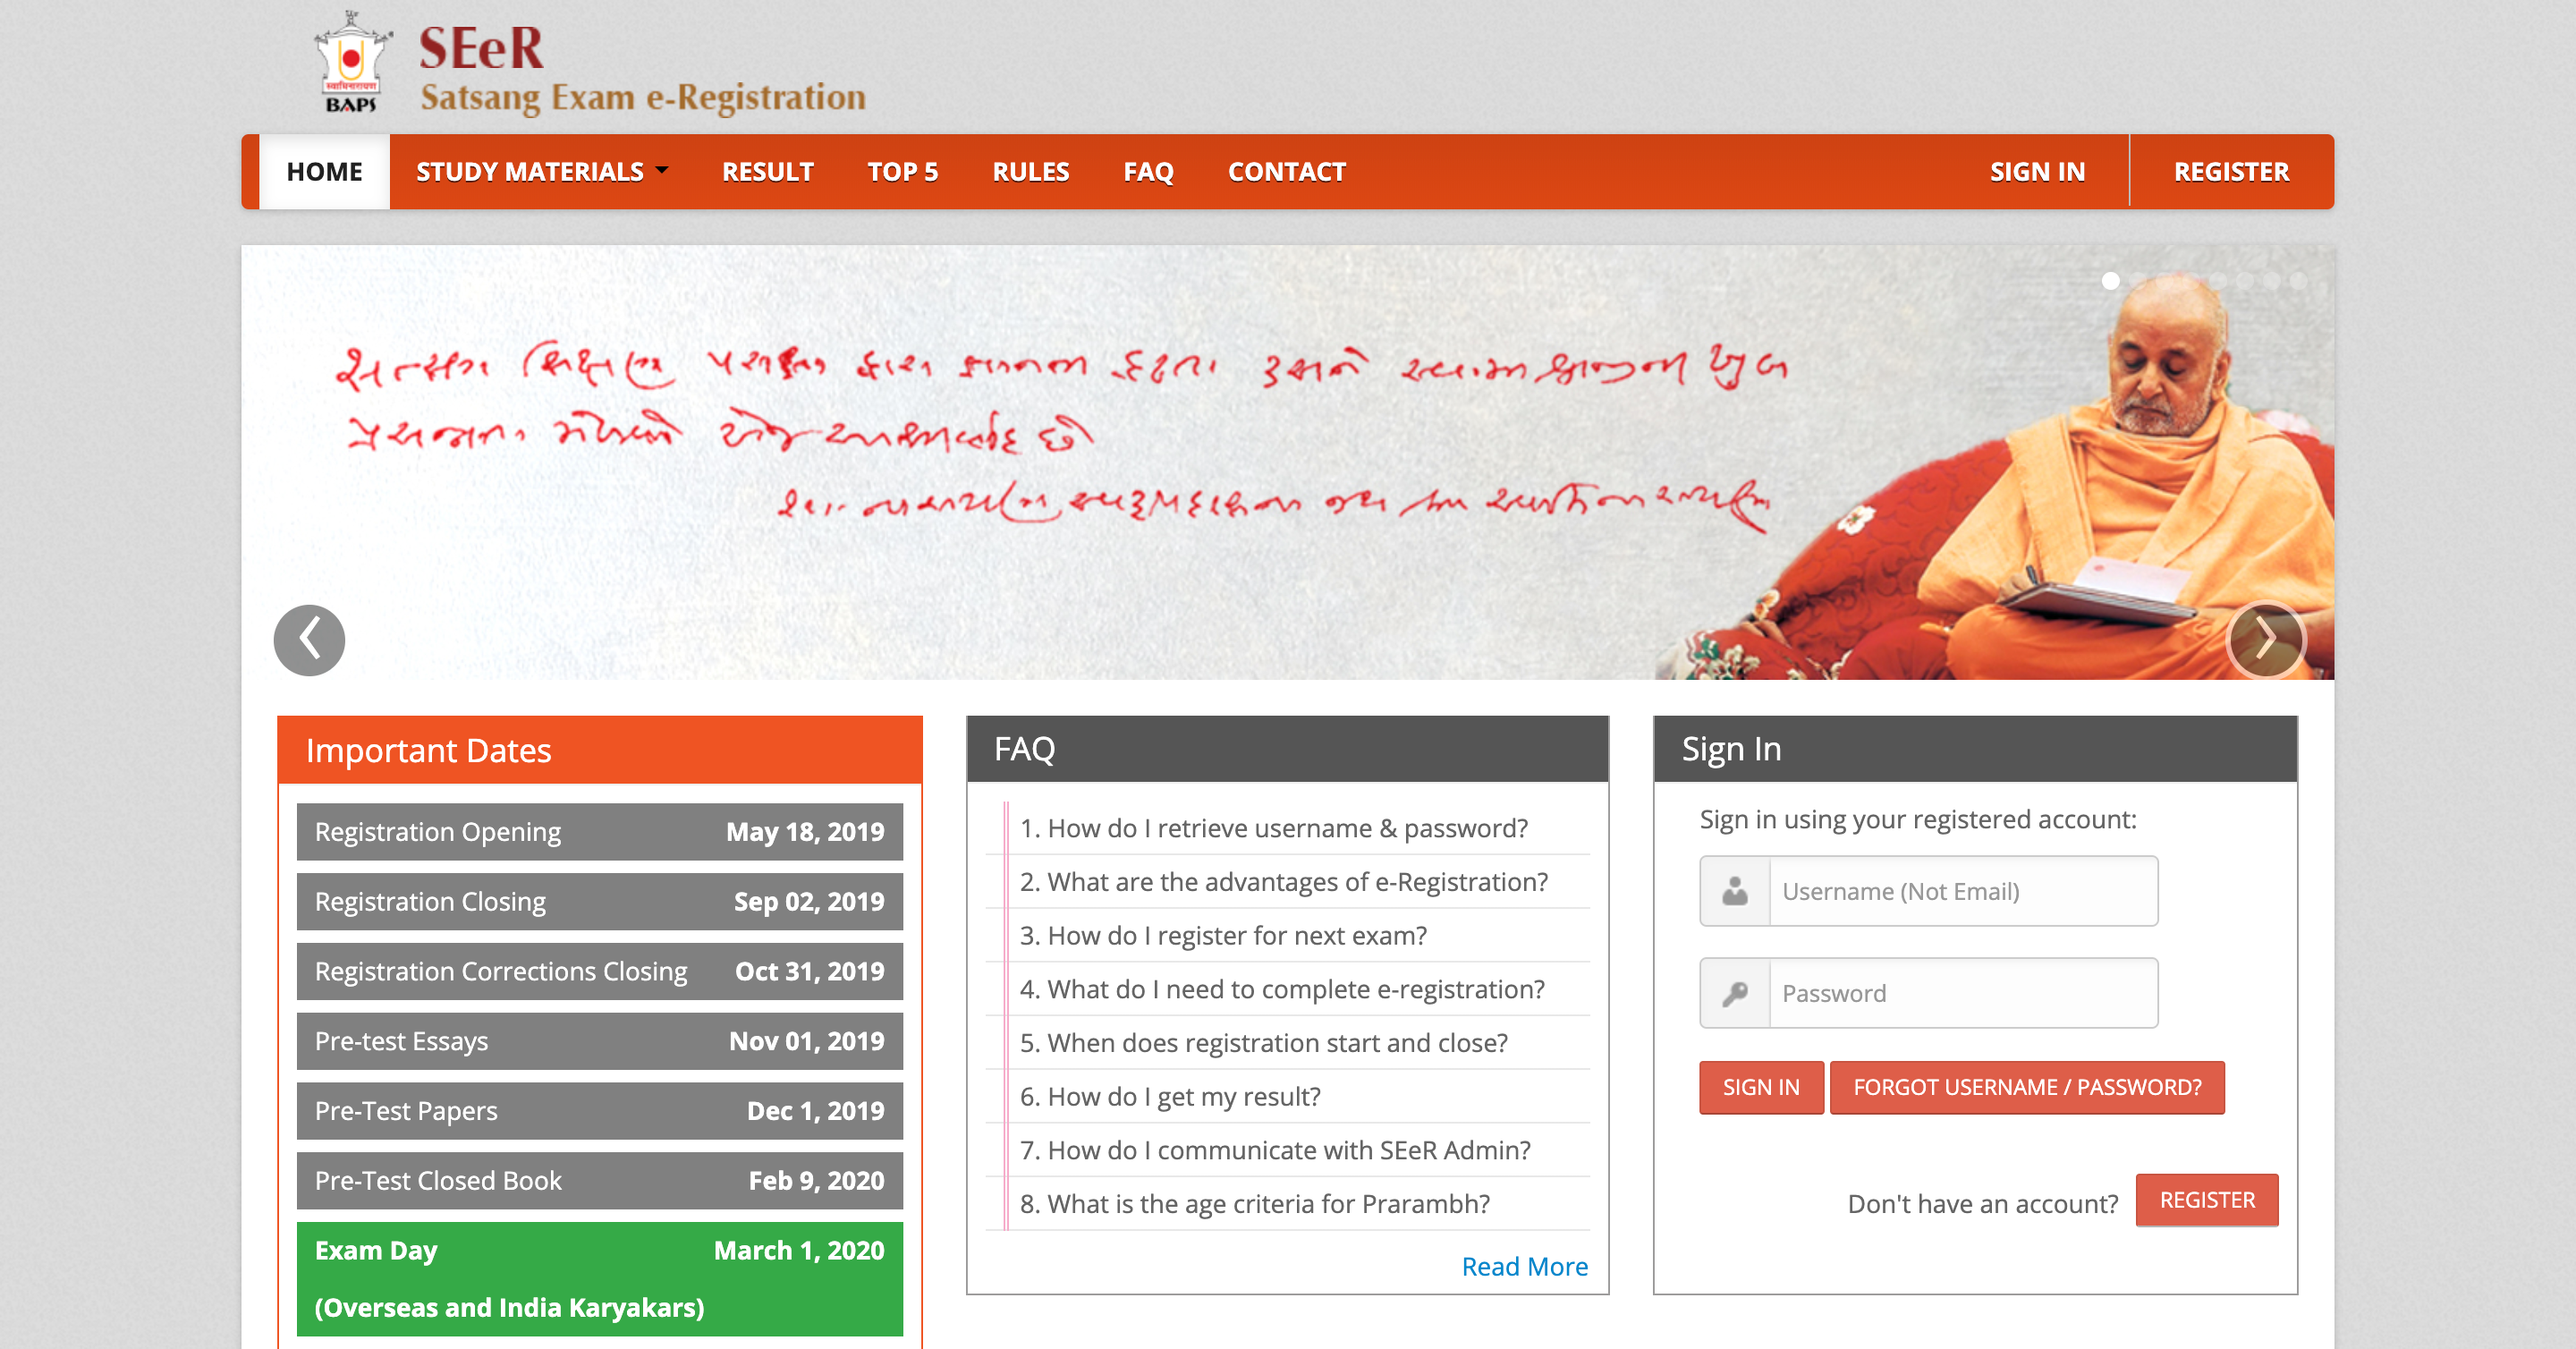 स्वामिनारायण
BAPS
SEeR
Satsang Exam e-Registration
HOME
STUDY MATERIALS
RESULT
TOP 5
RULES
FAQ
CONTACT
SIGN IN
REGISTER
Important Dates
Registration Opening May 18, 2019
Registration Closing Sep 02, 2019
Registration Corrections Closing Oct 31, 2019
Pre-test Essays Nov 01, 2019
Pre-Test Papers Dec 1, 2019
Pre-Test Closed Book Feb 9, 2020
Exam Day March 1, 2020
(Overseas and India Karyakars)
FAQ
1. How do I retrieve username & password?
2. What are the advantages of e-Registration?
3. How do I register for next exam?
4. What do I need to complete e-registration?
5. When does registration start and close?
6. How do I get my result?
7. How do I communicate with SEeR Admin?
8. What is the age criteria for Prarambh?
Read More
Sign In
Sign in using your registered account:
Username (Not Email)
Password
SIGN IN
FORGOT USERNAME / PASSWORD?
Don't have an account?
REGISTER